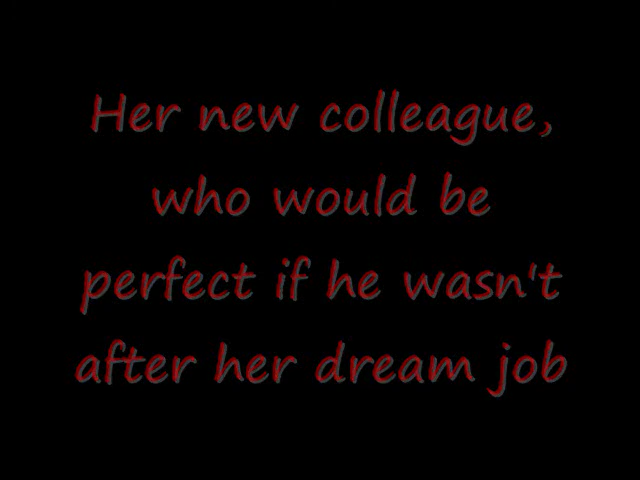 Her new colleague,
who would be
perfect if he wasn't
after her dream job